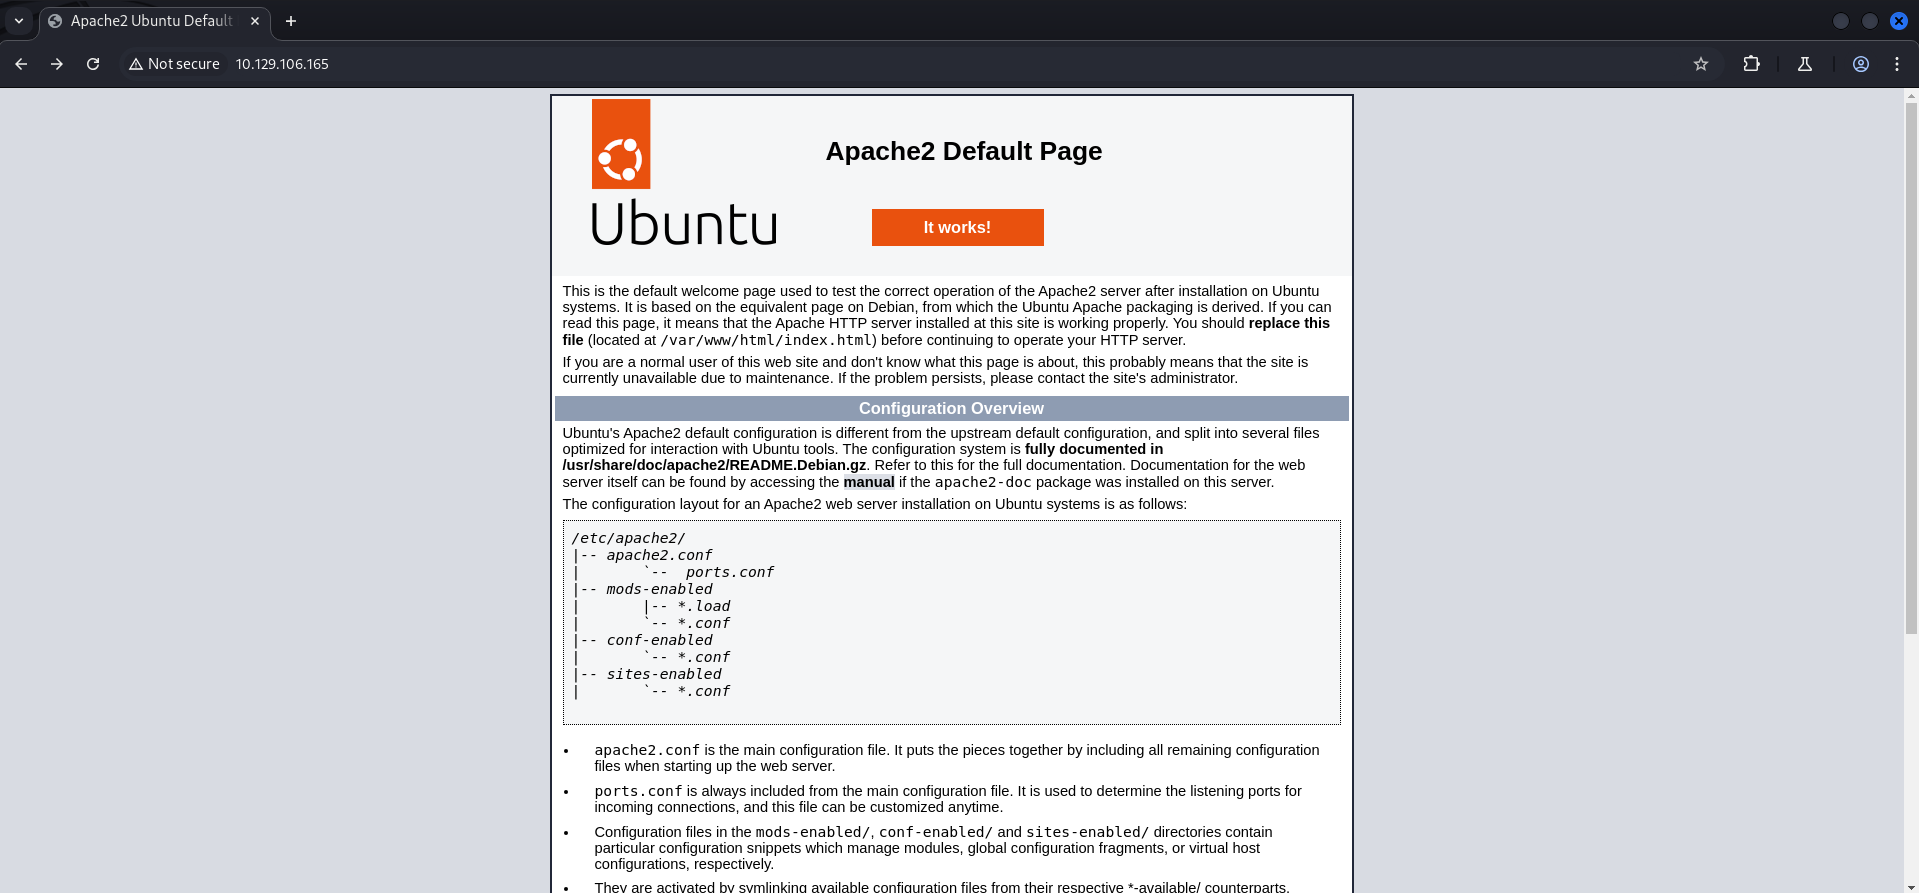 Apache2 Ubuntu Default
Not secure
10.129.106.165
Apache2 Default Page
Ubuntu
It works!
This is the default welcome page used to test the correct operation of the Apache2 server after installation on Ubuntu
systems. It is based on the equivalent page on Debian, from which the Ubuntu Apache packaging is derived. If you can
read this page, it means that the Apache HTTP server installed at this site is working properly. You should replace this
file (located at /var/www/html/index.html) before continuing to operate your HTTP server.
If you are a normal user of this web site and don't know what this page is about, this probably means that the site is
currently unavailable due to maintenance. If the problem persists, please contact the site's administrator.
Configuration Overview
Ubuntu's Apache2 default configuration is different from the upstream default configuration, and split into several files
optimized for interaction with Ubuntu tools. The configuration system is fully documented in
/usr/share/doc/apache2/README.Debian.gz. Refer to this for the full documentation. Documentation for the web
server itself can be found by accessing the manual if the apache2-doc package was installed on this server.
The configuration layout for an Apache2 web server installation on Ubuntu systems is as follows:
/etc/apache2/
|-- apache2.conf
|       `--  ports.conf
|-- mods-enabled
|       |-- *.load
|       `-- *.conf
|-- conf-enabled
|       `-- *.conf
|-- sites-enabled
|       `-- *.conf
• apache2.conf is the main configuration file. It puts the pieces together by including all remaining configuration
files when starting up the web server.
• ports.conf is always included from the main configuration file. It is used to determine the listening ports for
incoming connections, and this file can be customized anytime.
• Configuration files in the mods-enabled/, conf-enabled/ and sites-enabled/ directories contain
particular configuration snippets which manage modules, global configuration fragments, or virtual host
configurations, respectively.
• They are activated by symlinking available configuration files from their respective *-available/ counterparts.